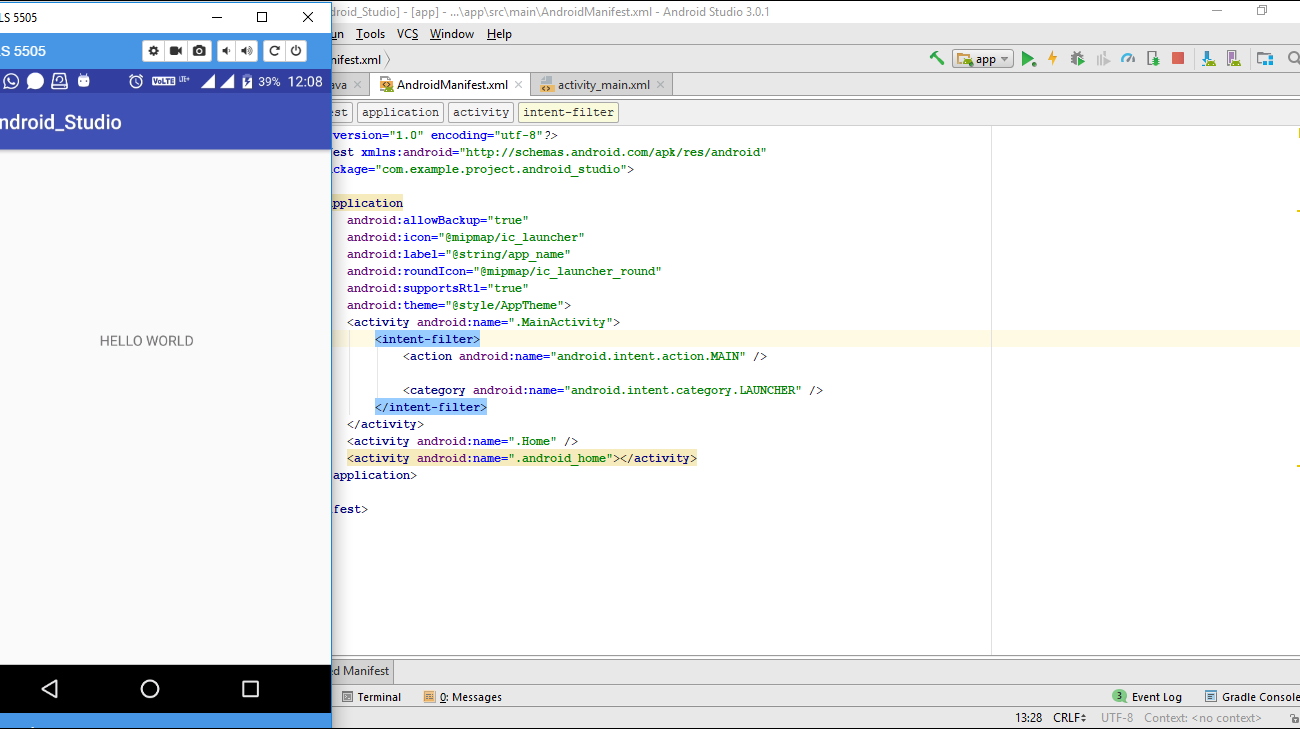 LS 5505
S 5505
VoLTE LTE+ 39% 12:08
ndroid_Studio
HELLO WORLD
droid_Studio] - [app] - ...\app\src\main\AndroidManifest.xml - Android Studio 3.0.1
un Tools VCS Window Help
nifest.xml
app
ava AndroidManifest.xml activity_main.xml
est application activity intent-filter
version="1.0" encoding="utf-8"?>
est xmlns:android="http://schemas.android.com/apk/res/android"
ckage="com.example.project.android_studio">
pplication
android:allowBackup="true"
android:icon="@mipmap/ic_launcher"
android:label="@string/app_name"
android:roundIcon="@mipmap/ic_launcher_round"
android:supportsRtl="true"
android:theme="@style/AppTheme">
<activity android:name=".MainActivity">
<intent-filter>
<action android:name="android.intent.action.MAIN" />
<category android:name="android.intent.category.LAUNCHER" />
</intent-filter>
</activity>
<activity android:name=".Home" />
<activity android:name=".android_home"></activity>
application>
fest>
ed Manifest
Terminal 0: Messages 3 Event Log Gradle Console
13:28 CRLF UTF-8 Context: <no context>